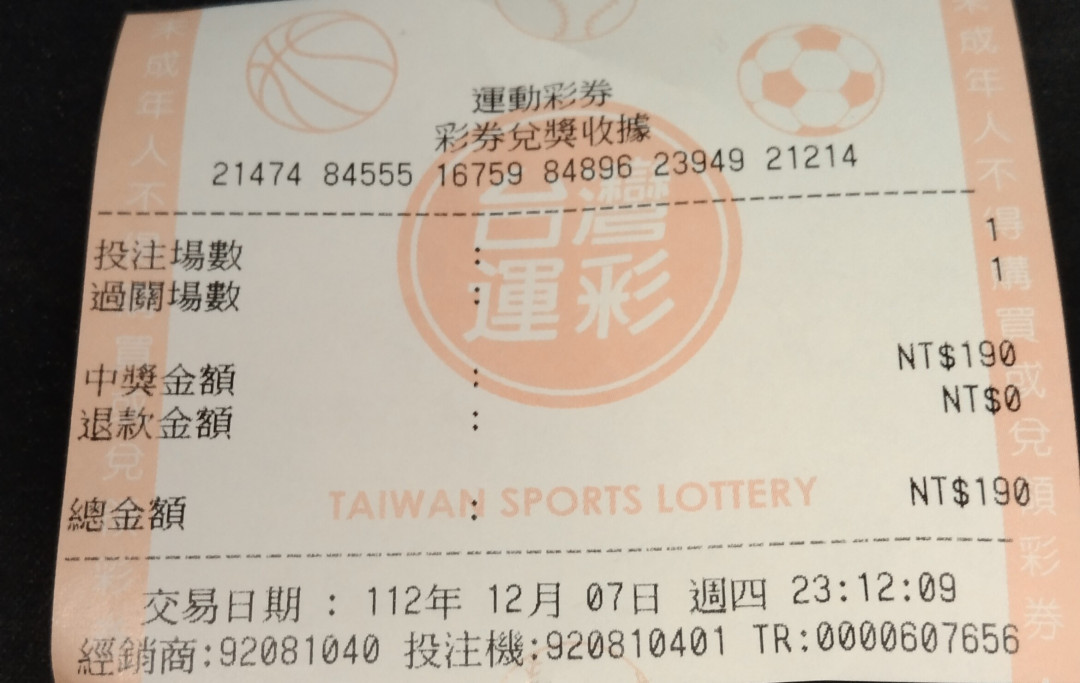 運動彩券
彩券兌獎收據
21474 84555 16759 84896 23949 21214
投注場數 : 1
過關場數 : 1
台灣
運彩
中獎金額 : NT$190
退款金額 : NT$0
TAIWAN SPORTS LOTTERY
總金額 : NT$190
交易日期 : 112年 12月 07日 週四 23:12:09
經銷商:92081040 投注機:920810401 TR:0000607656
未成年人不得購買或兌領彩券